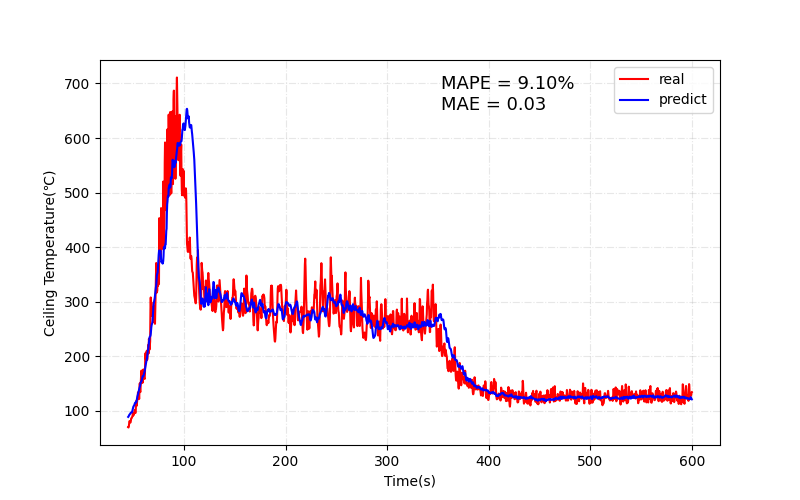 MAPE = 9.10%
MAE = 0.03
real
predict
Ceiling Temperature(℃)
700
600
500
400
300
200
100
100 200 300 400 500 600
Time(s)